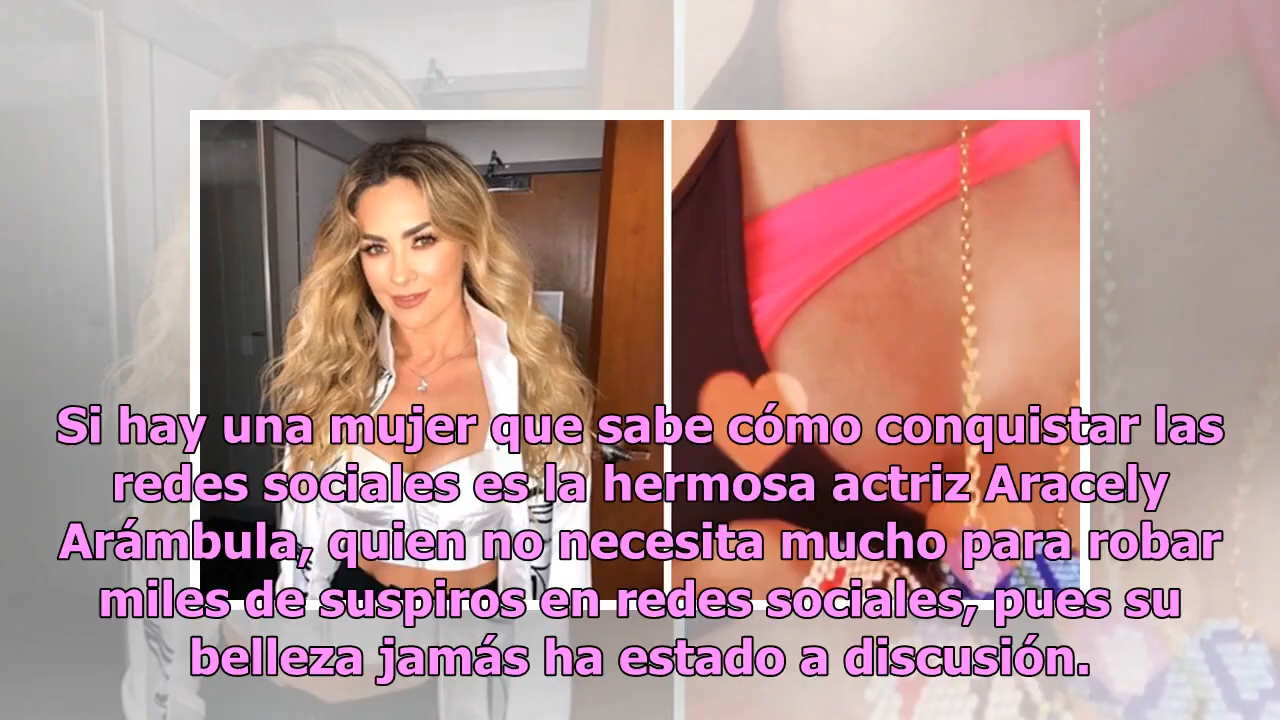 Si hay una mujer que sabe cómo conquistar las
redes sociales es la hermosa actriz Aracely
Arámbula, quien no necesita mucho para robar
miles de suspiros en redes sociales, pues su
belleza jamás ha estado a discusión.